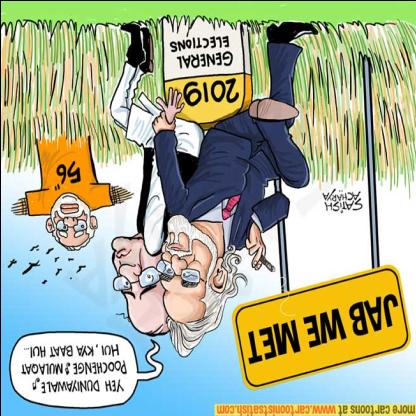 more cartoons at www.cartoonistsatish.com
YEH DUNIYAWALE
POOCHENGE, MULAQAT
HUI, KYA BAAT HUI...
JAB WE MET
56"
SATISH
ACHARYA
2019
GENERAL
ELECTIONS